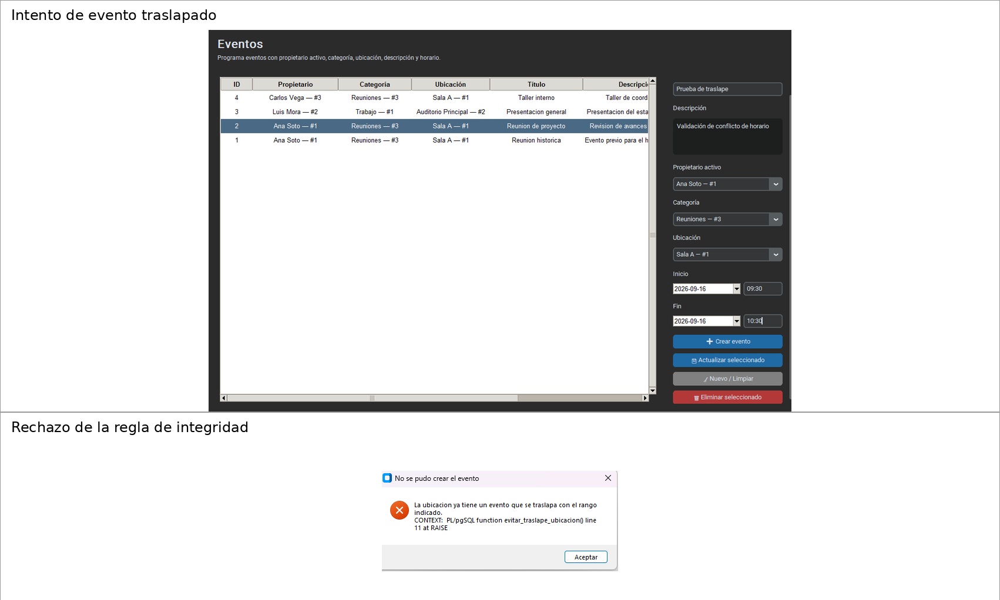 Intento de evento traslapado
Eventos
Programa eventos con propietario activo, categoría, ubicación, descripción y horario.
ID Propietario Categoría Ubicación Título Descripci
4 Carlos Vega — #3 Reuniones — #3 Sala A — #1 Taller interno Taller de coord
3 Luis Mora — #2 Trabajo — #1 Auditorio Principal — #2 Presentacion general Presentacion del esta
2 Ana Soto — #1 Reuniones — #3 Sala A — #1 Reunion de proyecto Revision de avances
1 Ana Soto — #1 Reuniones — #3 Sala A — #1 Reunion historica Evento previo para el h
Prueba de traslape
Descripción
Validación de conflicto de horario
Propietario activo
Ana Soto — #1
Categoría
Reuniones — #3
Ubicación
Sala A — #1
Inicio
2026-09-16 09:30
Fin
2026-09-16 10:30
Crear evento
Actualizar seleccionado
Nuevo / Limpiar
Eliminar seleccionado
Rechazo de la regla de integridad
No se pudo crear el evento
La ubicacion ya tiene un evento que se traslapa con el rango
indicado.
CONTEXT: PL/pgSQL function evitar_traslape_ubicacion() line
11 at RAISE
Aceptar